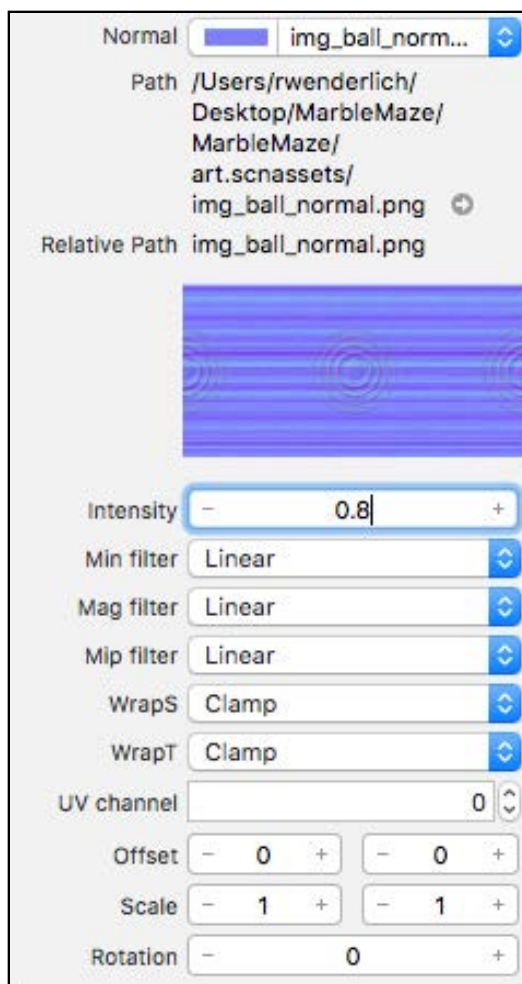 Normal img_ball_norm...
Path /Users/rwenderlich/
Desktop/MarbleMaze/
MarbleMaze/
art.scnassets/
img_ball_normal.png
Relative Path img_ball_normal.png
Intensity - 0.8 +
Min filter Linear
Mag filter Linear
Mip filter Linear
WrapS Clamp
WrapT Clamp
UV channel 0
Offset - 0 + - 0 +
Scale - 1 + - 1 +
Rotation - 0 +